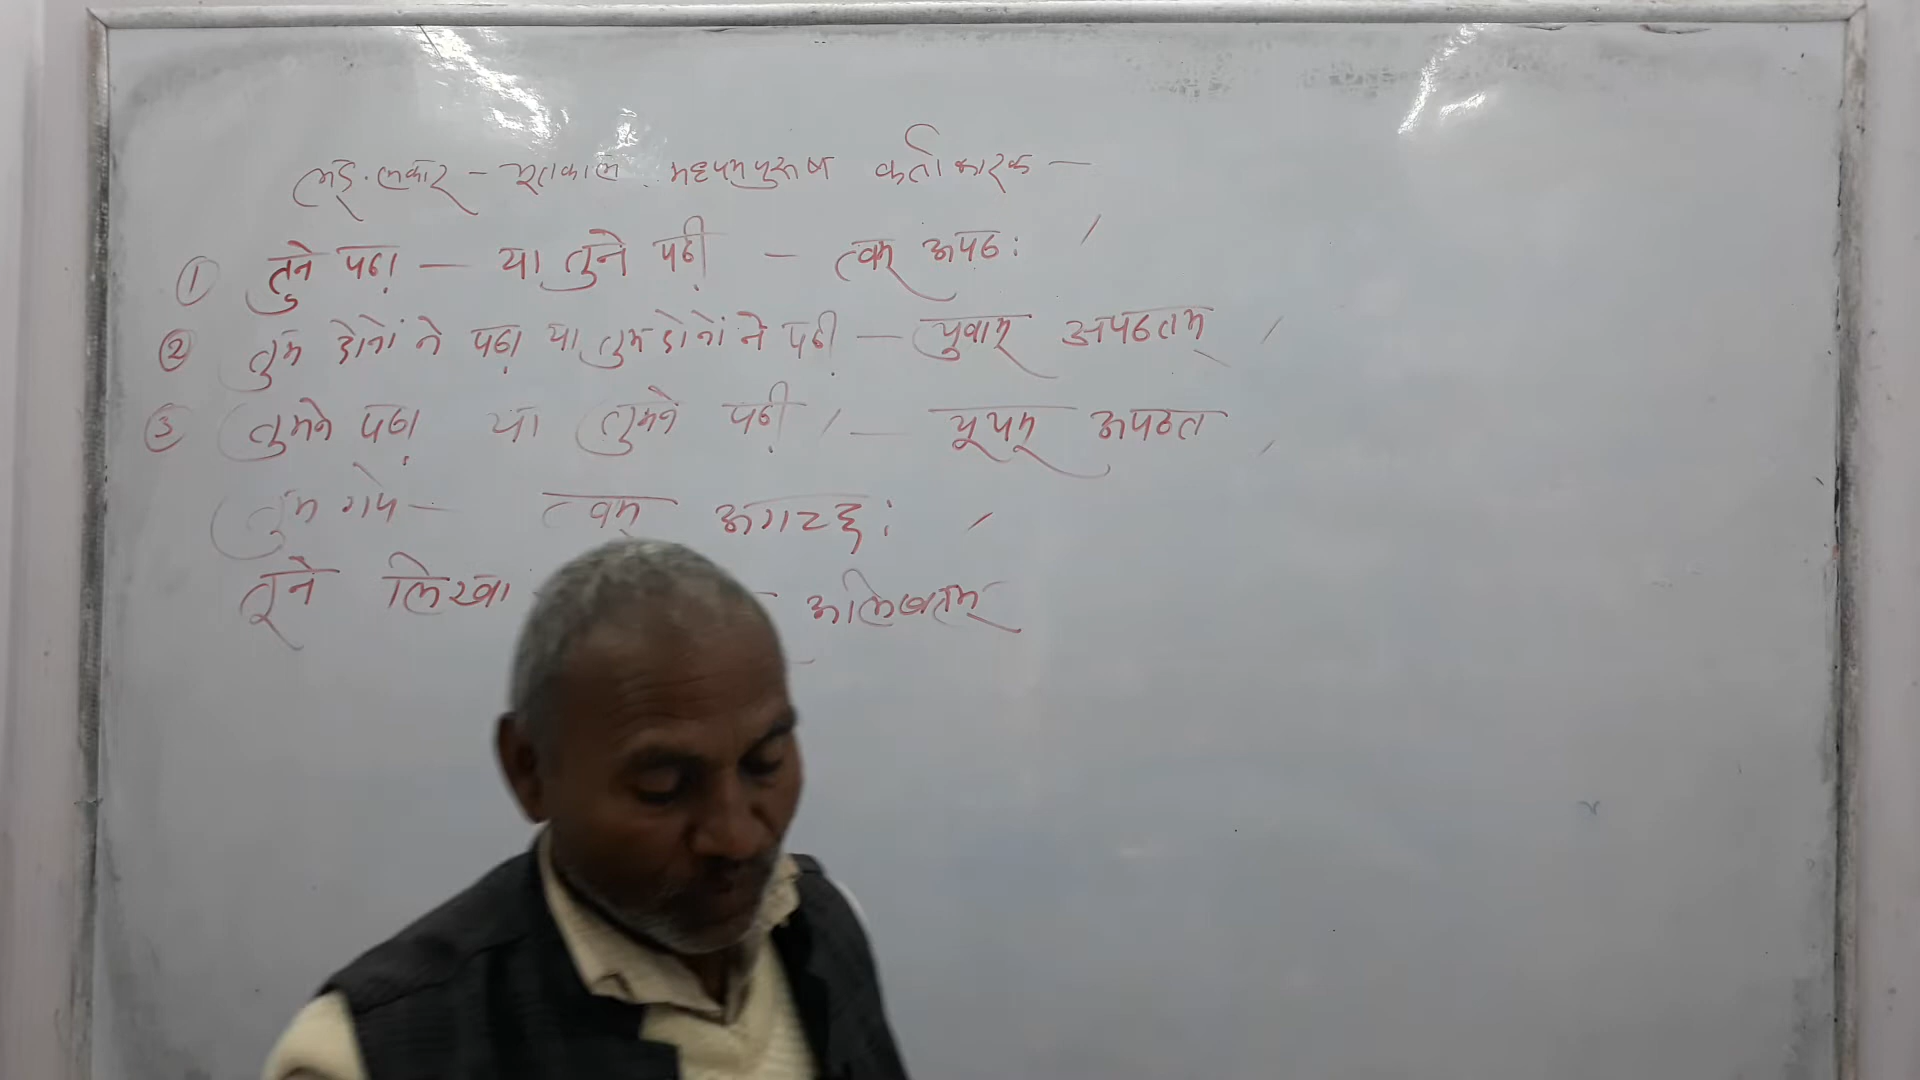 लङ्. लकार - भूतकाल. मध्यमपुरुष कर्ताकारक —
① तुने पढ़ा — या तुने पढ़ी — त्वम् अपठः /
② तुम दोनों ने पढ़ा या तुम दोनों ने पढ़ी — युवाम् अपठतम् /
③ तुमने पढ़ा या तुमने पढ़ी / — यूयम् अपठत /
तुम गये — त्वम् अगच्छः /
तूने लिखा अलिखतम्